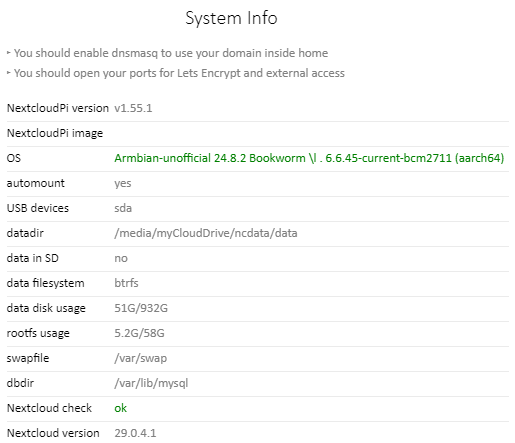 System Info
‣ You should enable dnsmasq to use your domain inside home
‣ You should open your ports for Lets Encrypt and external access
NextcloudPi version v1.55.1
NextcloudPi image
OS Armbian-unofficial 24.8.2 Bookworm \l . 6.6.45-current-bcm2711 (aarch64)
automount yes
USB devices sda
datadir /media/myCloudDrive/ncdata/data
data in SD no
data filesystem btrfs
data disk usage 51G/932G
rootfs usage 5.2G/58G
swapfile /var/swap
dbdir /var/lib/mysql
Nextcloud check ok
Nextcloud version 29.0.4.1